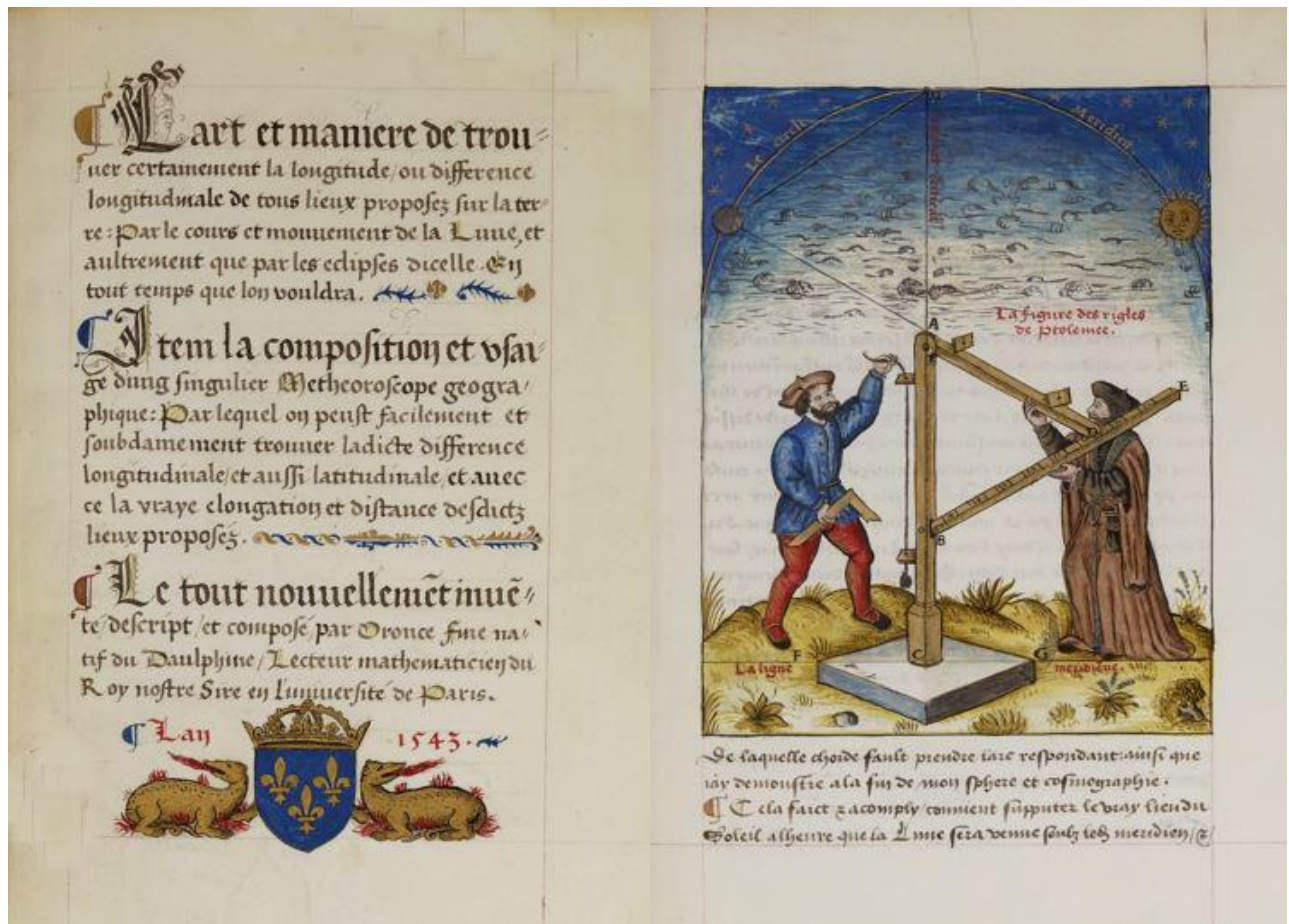 Lart et maniere de trou=
uer certainement la longitude/ou difference
longitudinale de tous lieux proposez sur la ter=
re: Par le cours et mouuement de la Lune, et
aultrement que par les eclipses dicelle. En
tout temps que lon vouldra.
Item la composition et vsai=
ge dung singulier Metheoroscope geogra/
phique: Par lequel on peust facilement et
soubdamement trouuer ladicte difference
longitudinale/et aussi latitudinale/et auec
ce la vraye elongation et distance desdictz
lieux proposez.
Le tout nouuellemēt inuē=
te/descript/et composé par Oronce fine na=
tif du Daulphine/Lecteur mathematicien du
Roy nostre Sire en l'uniuersite de Paris.
Lan 1543.
Le cercle Meridien
H
La figure des rigles
de Ptolemee.
A
E
B
F C G
La ligne meridiene.
De laquelle chorde fault prendre larc respondant: ainsi que
iay demonstre a la fin de mon sphere et cosmographie.
Cela faict & acomply conuient supputer le vray lieu du
Soleil alheure que la Lune sera venue soubz meridien/&